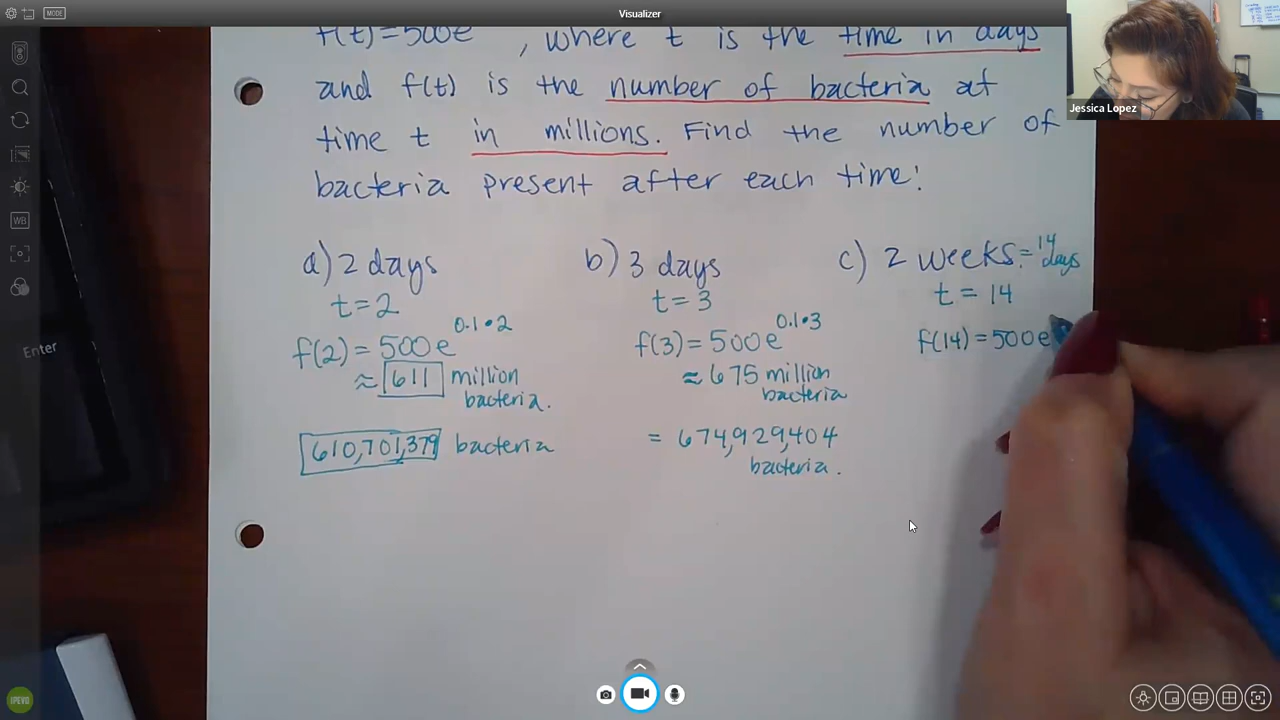 MODE
Visualizer
f(t)=500e , where t is the time in days
and f(t) is the number of bacteria at
time t in millions. Find the number of
bacteria present after each time:
Jessica Lopez
WB
Enter
a) 2 days
t=2
f(2) = 500e^0.1•2
≈ 611 million
bacteria.
610,701,379 bacteria
b) 3 days
t = 3
f(3) = 500e^0.1•3
≈ 675 million
bacteria
= 674,929,404
bacteria.
c) 2 weeks. = 14 days
t = 14
f(14) = 500e
IPEVO